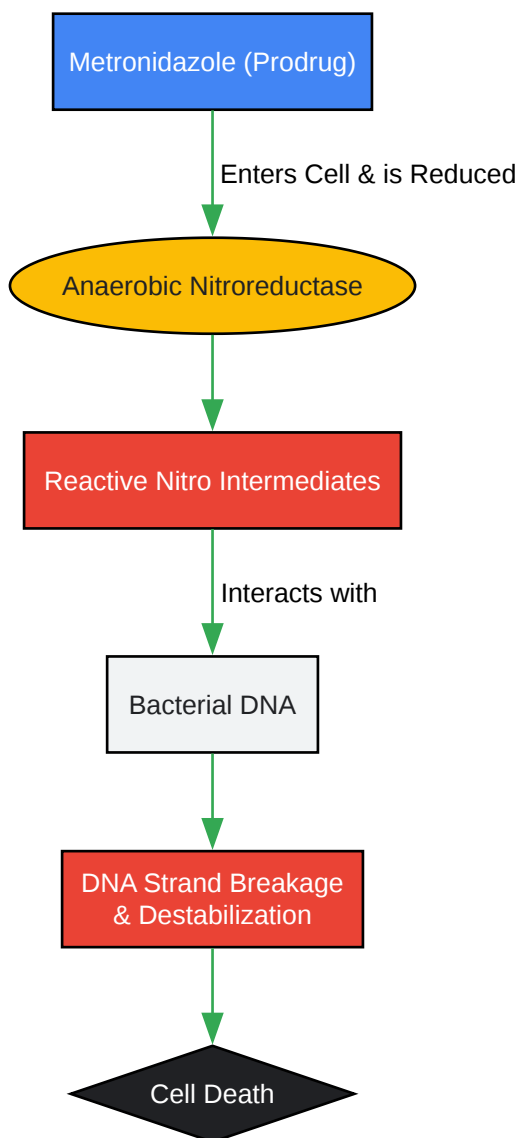 Metronidazole (Prodrug)
Enters Cell & is Reduced
Anaerobic Nitroreductase
Reactive Nitro Intermediates
Interacts with
Bacterial DNA
DNA Strand Breakage
& Destabilization
Cell Death